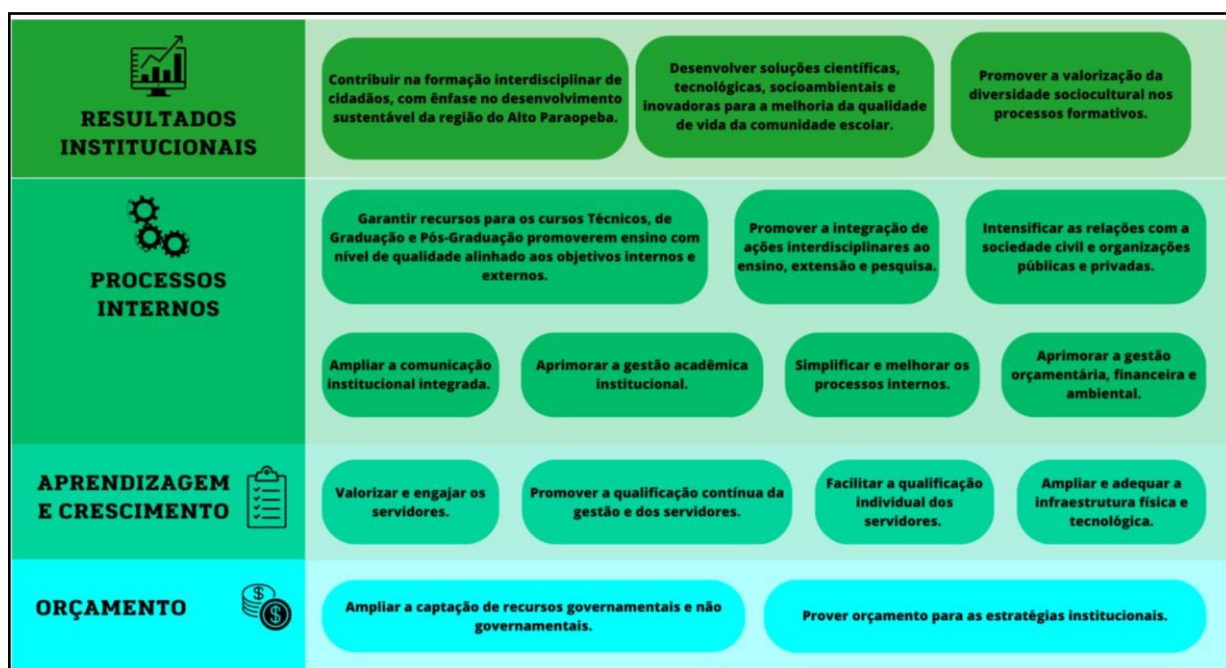 RESULTADOS
INSTITUCIONAIS
Contribuir na formação interdisciplinar de
cidadãos, com ênfase no desenvolvimento
sustentável da região do Alto Paraopeba.
Desenvolver soluções científicas,
tecnológicas, socioambientais e
inovadoras para a melhoria da qualidade
de vida da comunidade escolar.
Promover a valorização da
diversidade sociocultural nos
processos formativos.
PROCESSOS
INTERNOS
Garantir recursos para os cursos Técnicos, de
Graduação e Pós-Graduação promoverem ensino com
nível de qualidade alinhado aos objetivos internos e
externos.
Promover a integração de
ações interdisciplinares ao
ensino, extensão e pesquisa.
Intensificar as relações com a
sociedade civil e organizações
públicas e privadas.
Ampliar a comunicação
institucional integrada.
Aprimorar a gestão acadêmica
institucional.
Simplificar e melhorar os
processos internos.
Aprimorar a gestão
orçamentária, financeira e
ambiental.
APRENDIZAGEM
E CRESCIMENTO
Valorizar e engajar os
servidores.
Promover a qualificação contínua da
gestão e dos servidores.
Facilitar a qualificação
individual dos
servidores.
Ampliar e adequar a
infraestrutura física e
tecnológica.
ORÇAMENTO
Ampliar a captação de recursos governamentais e não
governamentais.
Prover orçamento para as estratégias institucionais.